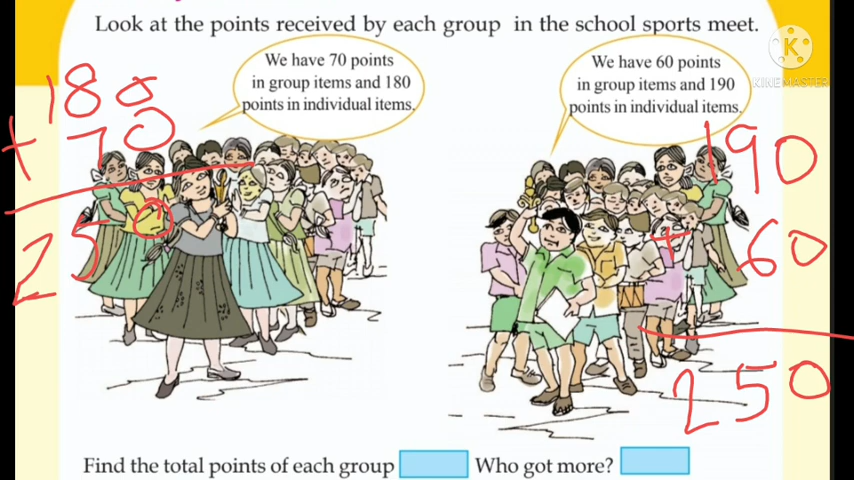 Look at the points received by each group in the school sports meet.
We have 70 points
in group items and 180
points in individual items.
We have 60 points
in group items and 190
points in individual items.
K
KINEMASTER
180
+ 70
250
190
+ 60
250
Find the total points of each group
Who got more?